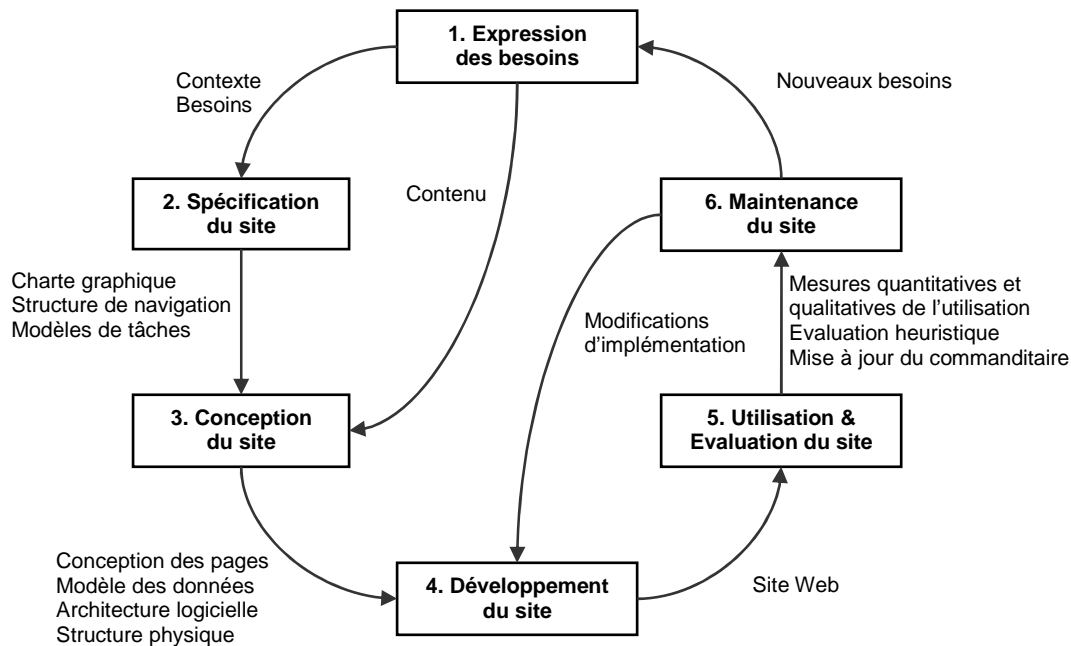 1. Expression
des besoins
Contexte
Besoins
Nouveaux besoins
2. Spécification
du site
Contenu
6. Maintenance
du site
Charte graphique
Structure de navigation
Modèles de tâches
Modifications
d'implémentation
Mesures quantitatives et
qualitatives de l'utilisation
Evaluation heuristique
Mise à jour du commanditaire
3. Conception
du site
5. Utilisation &
Evaluation du site
Conception des pages
Modèle des données
Architecture logicielle
Structure physique
4. Développement
du site
Site Web